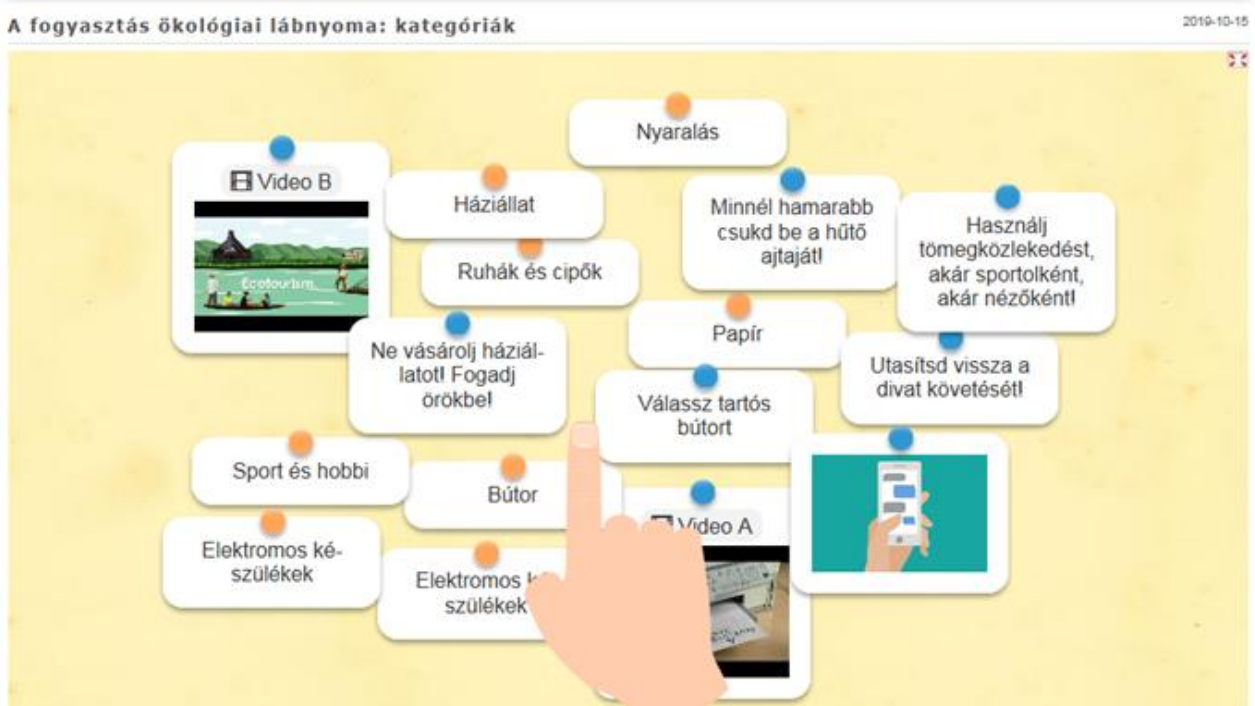 A fogyasztás ökológiai lábnyoma: kategóriák
2019-10-15
Nyaralás
Video B
Ecotourism
Háziállat
Minnél hamarabb
csukd be a hűtő
ajtaját!
Használj
tömegközlekedést,
akár sportolként,
akár nézőként!
Ruhák és cipők
Papír
Ne vásárolj háziál-
latot! Fogadj
örökbe!
Utasítsd vissza a
divat követését!
Válassz tartós
bútort
Sport és hobbi
Bútor
Video A
Elektromos ké-
szülékek
Elektromos
szülékek